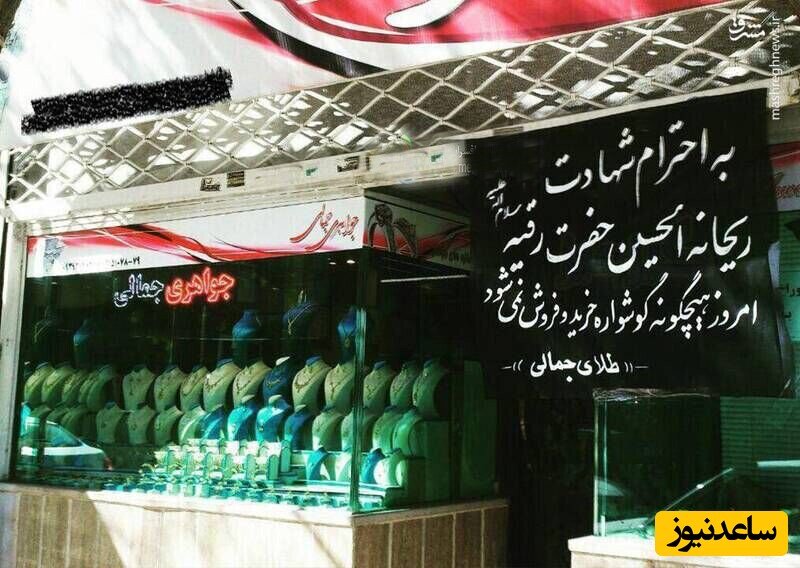 مشرق
mashreghnews.ir
به احترام شهادت
ریحانه الحسین حضرت رقیه سلام الله علیها
امروز هیچگونه گوشواره خرید و فروش نمی‌شود
-(( طلای جمالی ))-
جواهری جمالی
جواهری جمالی
ساعدنیوز